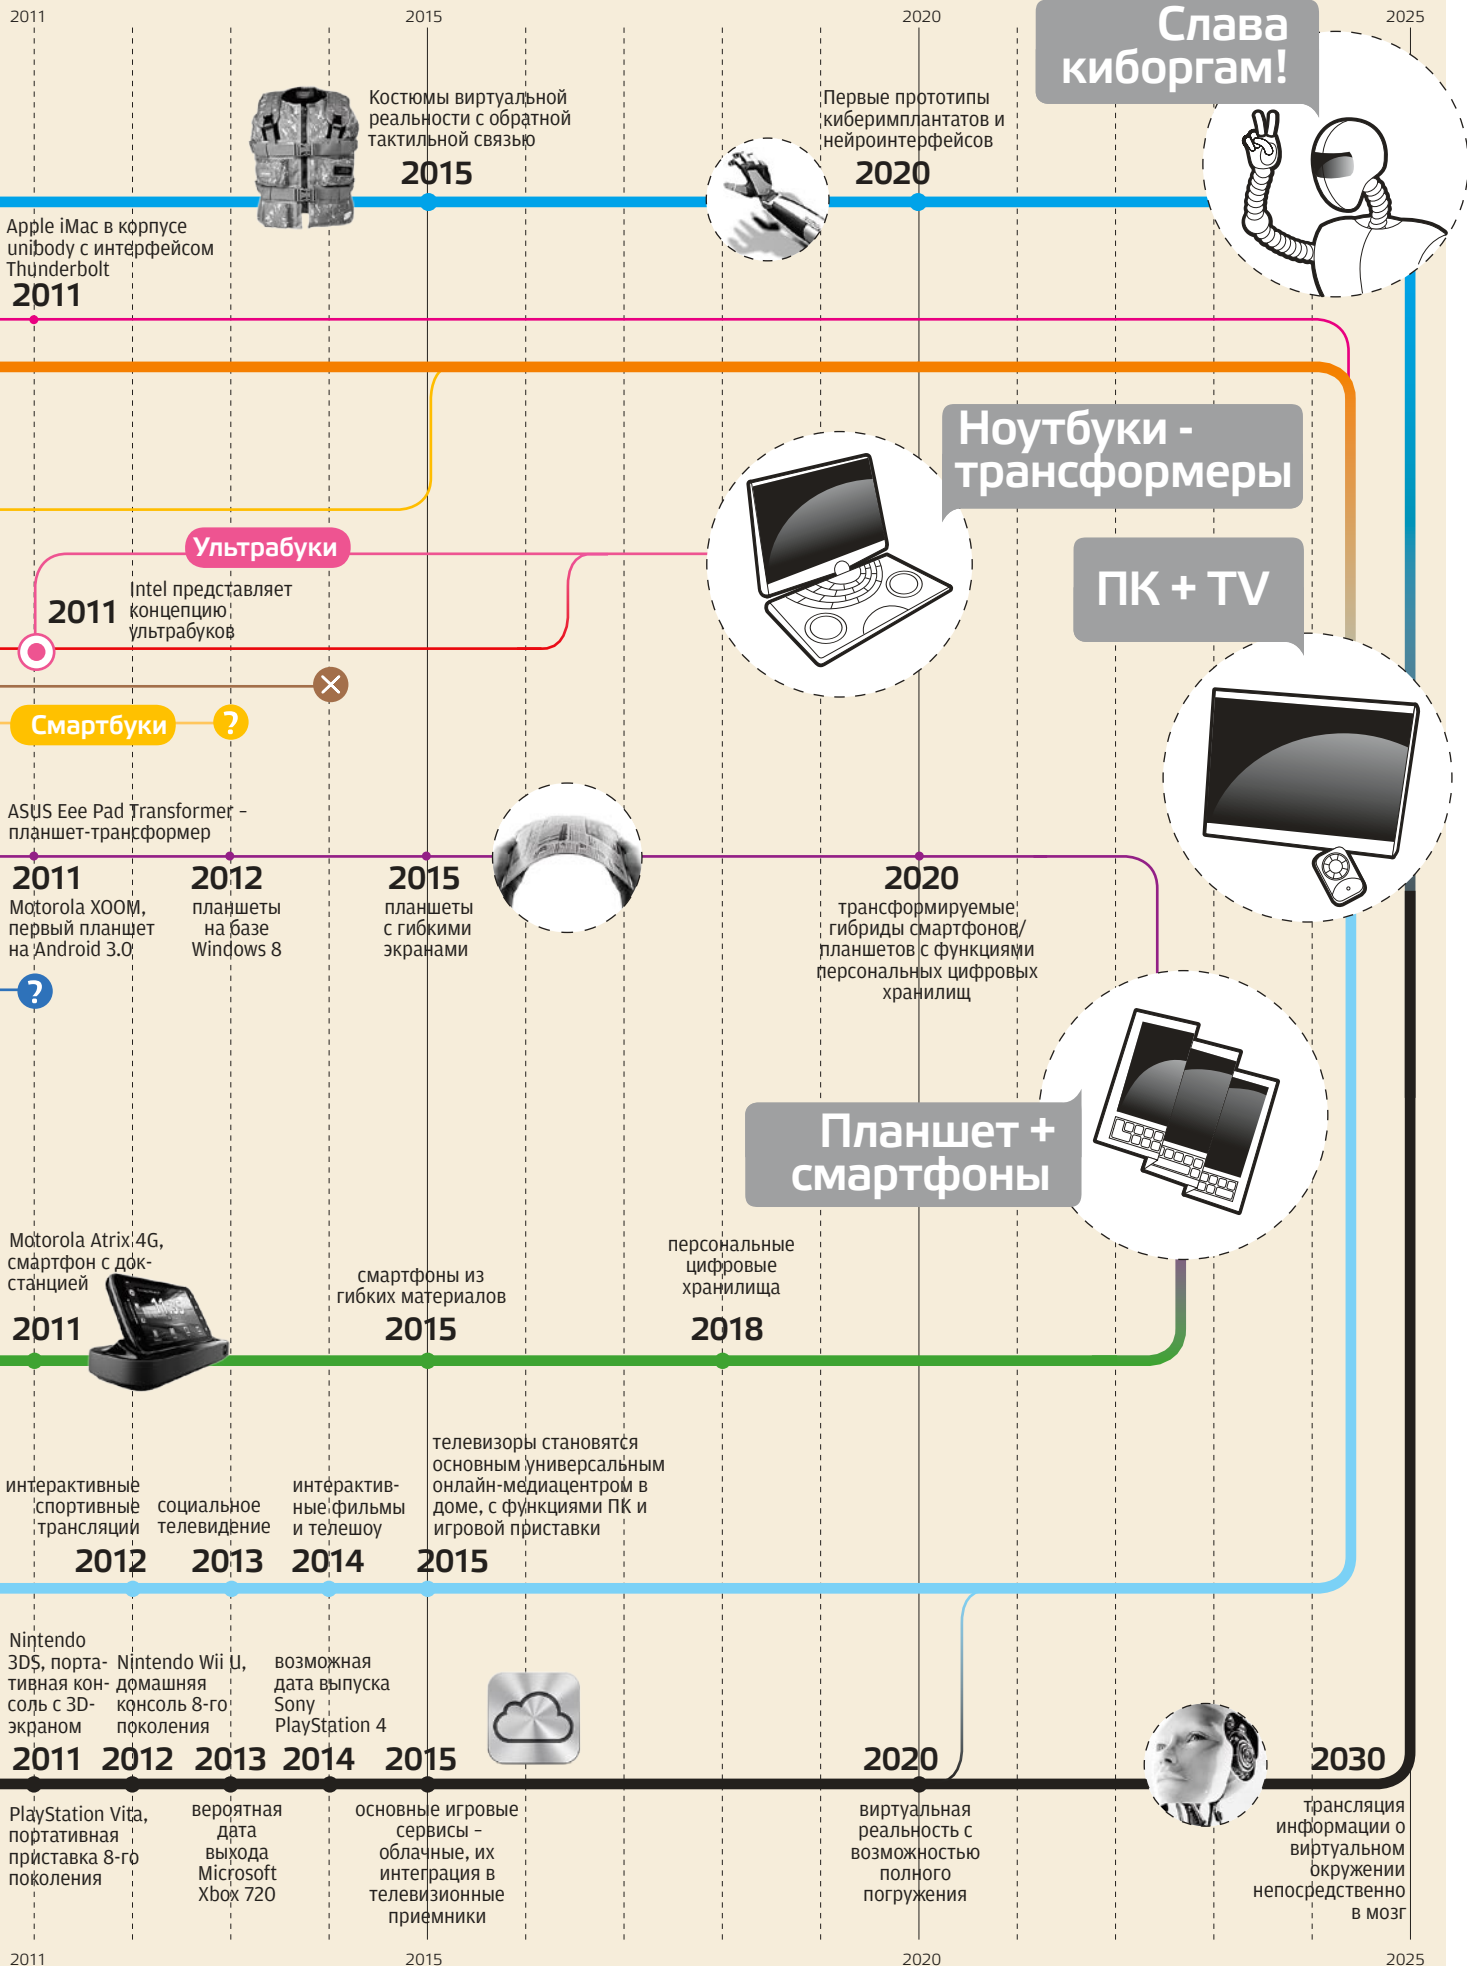 2011
2015
2020
2025
Слава
киборгам!
Костюмы виртуальной
реальности с обратной
тактильной связью
2015
Первые прототипы
киберимплантатов и
нейроинтерфейсов
2020
Apple iMac в корпусе
unibody с интерфейсом
Thunderbolt
2011
Ноутбуки -
трансформеры
Ультрабуки
2011
Intel представляет
концепцию
ультрабуков
ПК + TV
Смартбуки
?
ASUS Eee Pad Transformer –
планшет-трансформер
2011
Motorola XOOM,
первый планшет
на Android 3.0
2012
планшеты
на базе
Windows 8
2015
планшеты
с гибкими
экранами
2020
трансформируемые
гибриды смартфонов/
планшетов с функциями
персональных цифровых
хранилищ
?
Планшет +
смартфоны
Motorola Atrix 4G,
смартфон с док-
станцией
2011
смартфоны из
гибких материалов
2015
персональные
цифровые
хранилища
2018
интерактивные
спортивные
трансляции
2012
социальное
телевидение
2013
интерактив-
ные фильмы
и телешоу
2014
телевизоры становятся
основным универсальным
онлайн-медиацентром в
доме, с функциями ПК и
игровой приставки
2015
Nintendo
3DS, порта-
тивная кон-
соль с 3D-
экраном
2011
PlayStation Vita,
портативная
приставка 8-го
поколения
Nintendo Wii U,
домашняя
консоль 8-го
поколения
2012
2013
вероятная
дата
выхода
Microsoft
Xbox 720
возможная
дата выпуска
Sony
PlayStation 4
2014
2015
основные игровые
сервисы –
облачные, их
интеграция в
телевизионные
приемники
2020
виртуальная
реальность с
возможностью
полного
погружения
2030
трансляция
информации о
виртуальном
окружении
непосредственно
в мозг
2011
2015
2020
2025